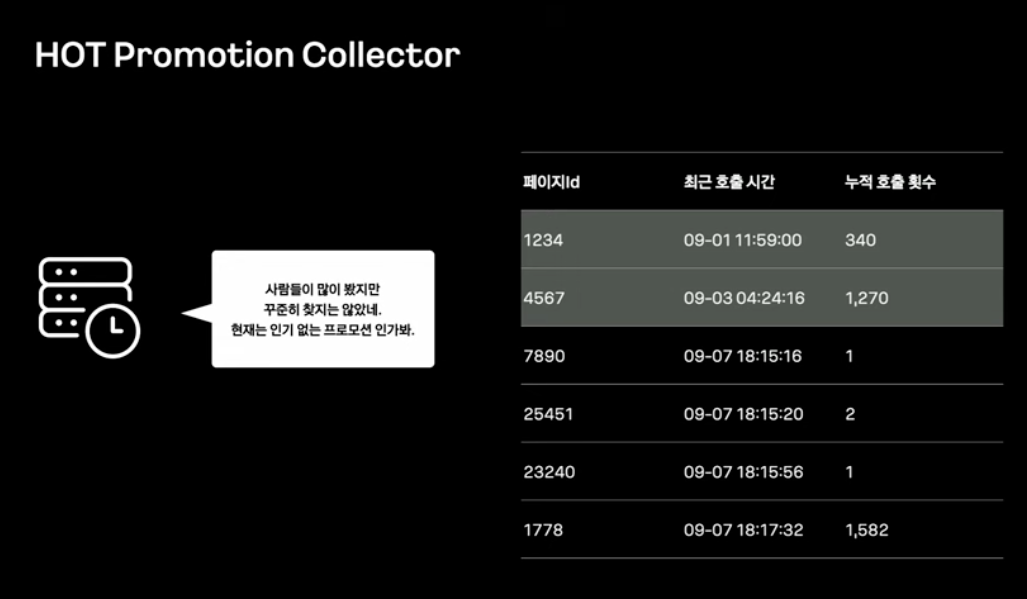 HOT Promotion Collector
사람들이 많이 봤지만
꾸준히 찾지는 않았네.
현재는 인기 없는 프로모션 인가봐.
페이지Id 최근 호출 시간 누적 호출 횟수
1234 09-01 11:59:00 340
4567 09-03 04:24:16 1,270
7890 09-07 18:15:16 1
25451 09-07 18:15:20 2
23240 09-07 18:15:56 1
1778 09-07 18:17:32 1,582